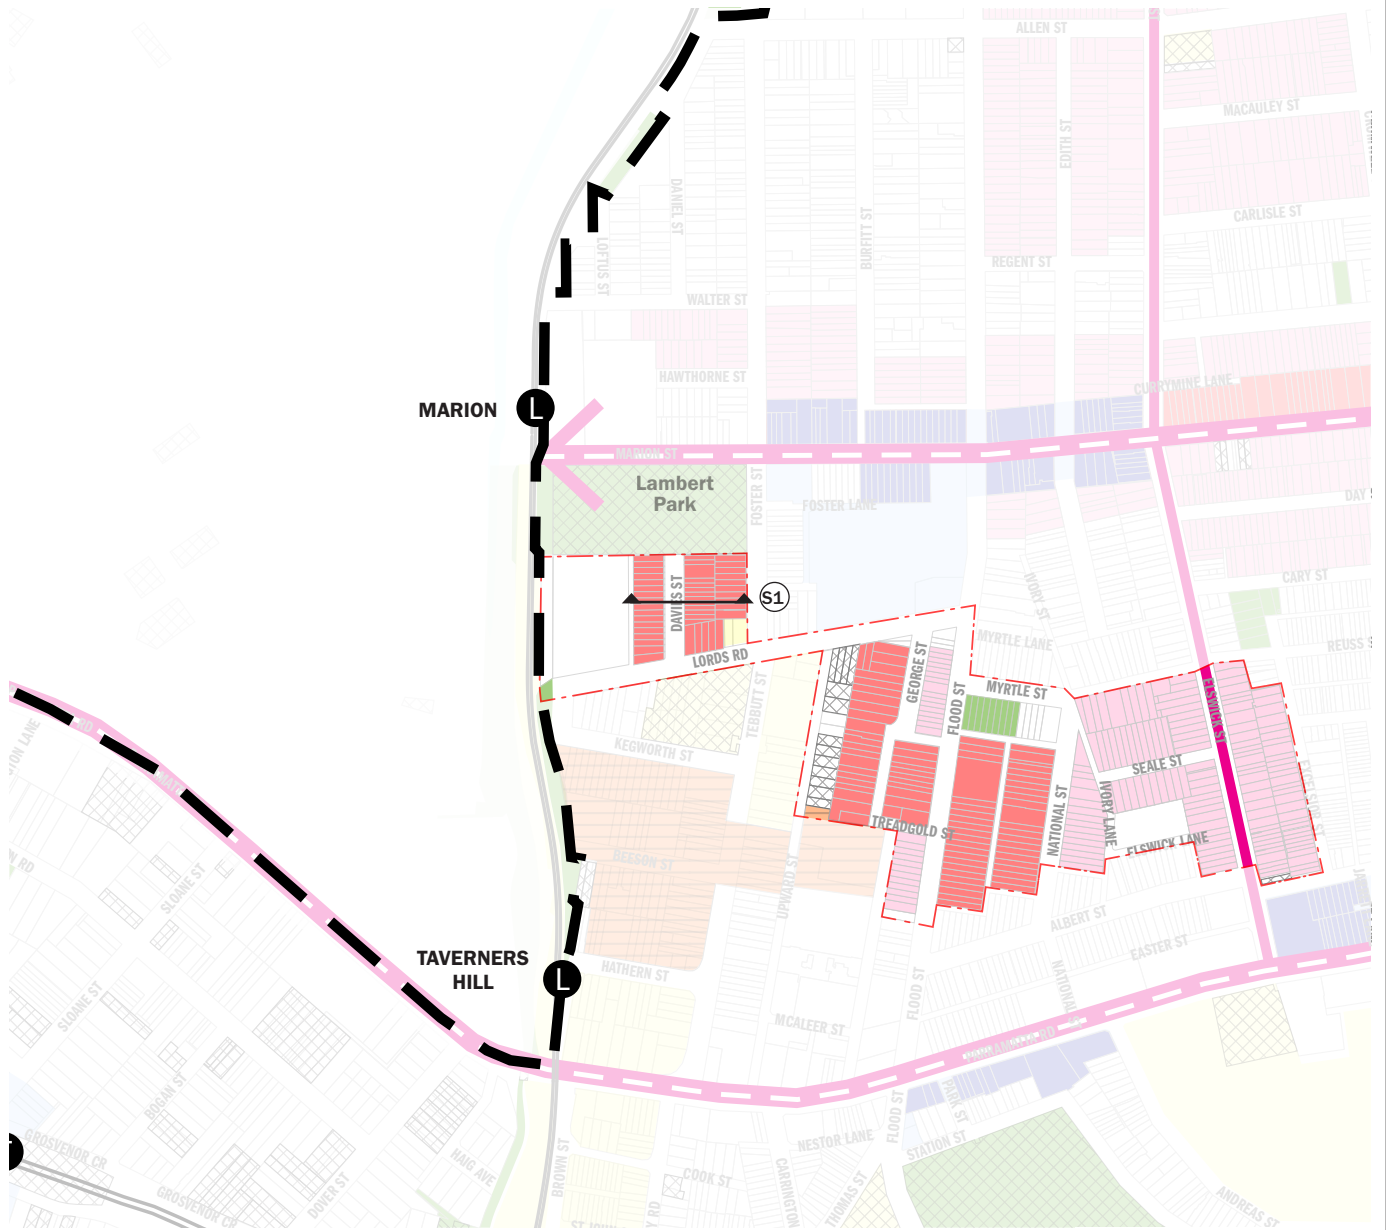 ALLEN ST
MACAULEY ST
EDITH ST
DANIEL ST
BURFITT ST
CARLISLE ST
LOFTUS ST
REGENT ST
WALTER ST
HAWTHORNE ST
CURRYMINE LANE
MARION
L
MARION ST
Lambert
Park
FOSTER ST
FOSTER LANE
DAY
CARY ST
IVORY ST
DAVIES ST
S1
MYRTLE LANE
REUSS
LORDS RD
GEORGE ST
FLOOD ST
MYRTLE ST
ELSWICK ST
TEBBUTT ST
KEGWORTH ST
SEALE ST
EXCELSIOR ST
NATIONAL ST
IVORY LANE
TREADGOLD ST
ELSWICK LANE
BEESON ST
UPWARD ST
SLOANE ST
ALBERT ST
EASTER ST
TAVERNERS
HILL
L
HATHERN ST
FLOOD ST
NATIONAL
SLOANE ST
MCALEER ST
PARRAMATTA RD
BOGAN ST
FLOOD ST
PARK ST
NESTOR LANE
STATION ST
GROSVENOR CR
HAIG AVE
BROWN ST
COOK ST
CARRINGTON
THOMAS ST
DOVER ST
GROSVENOR CR
ANDREAS ST